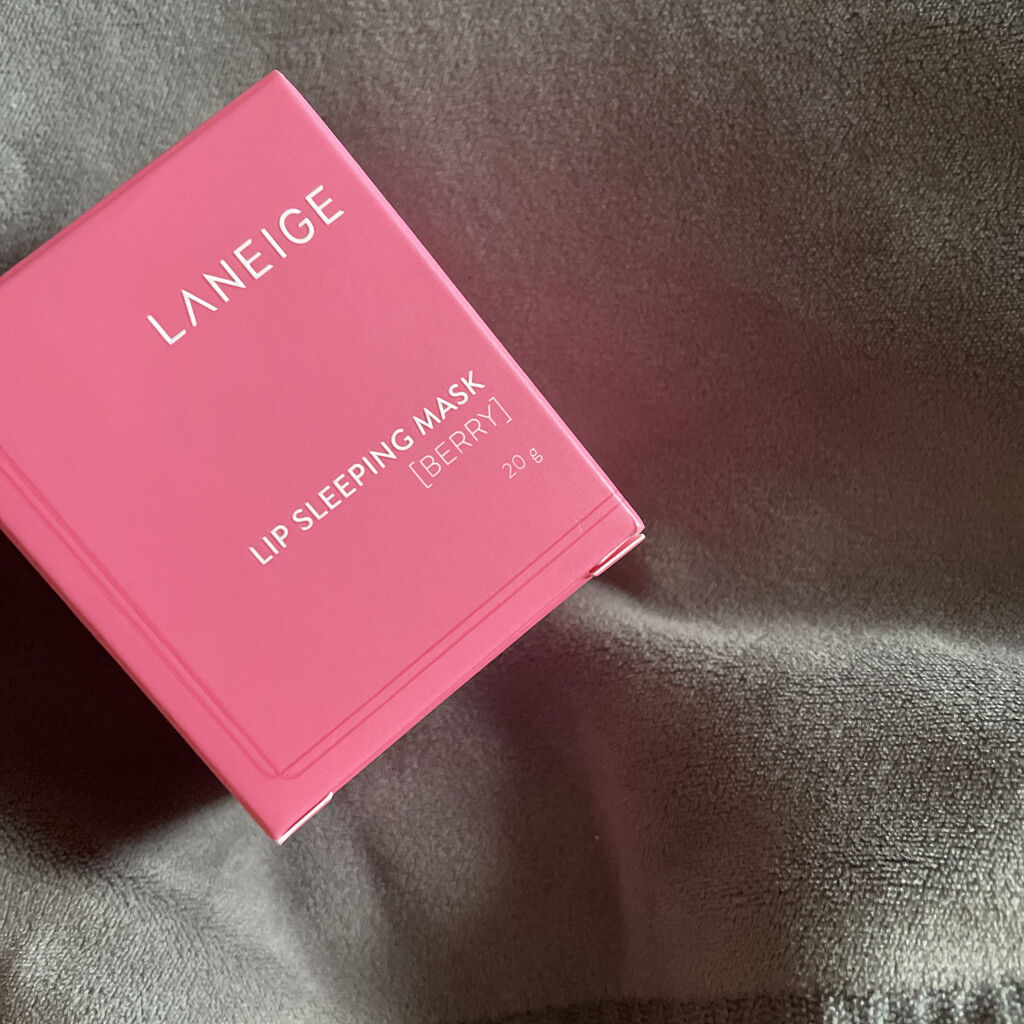 LANEIGE
LIP SLEEPING MASK
[BERRY]
20 g